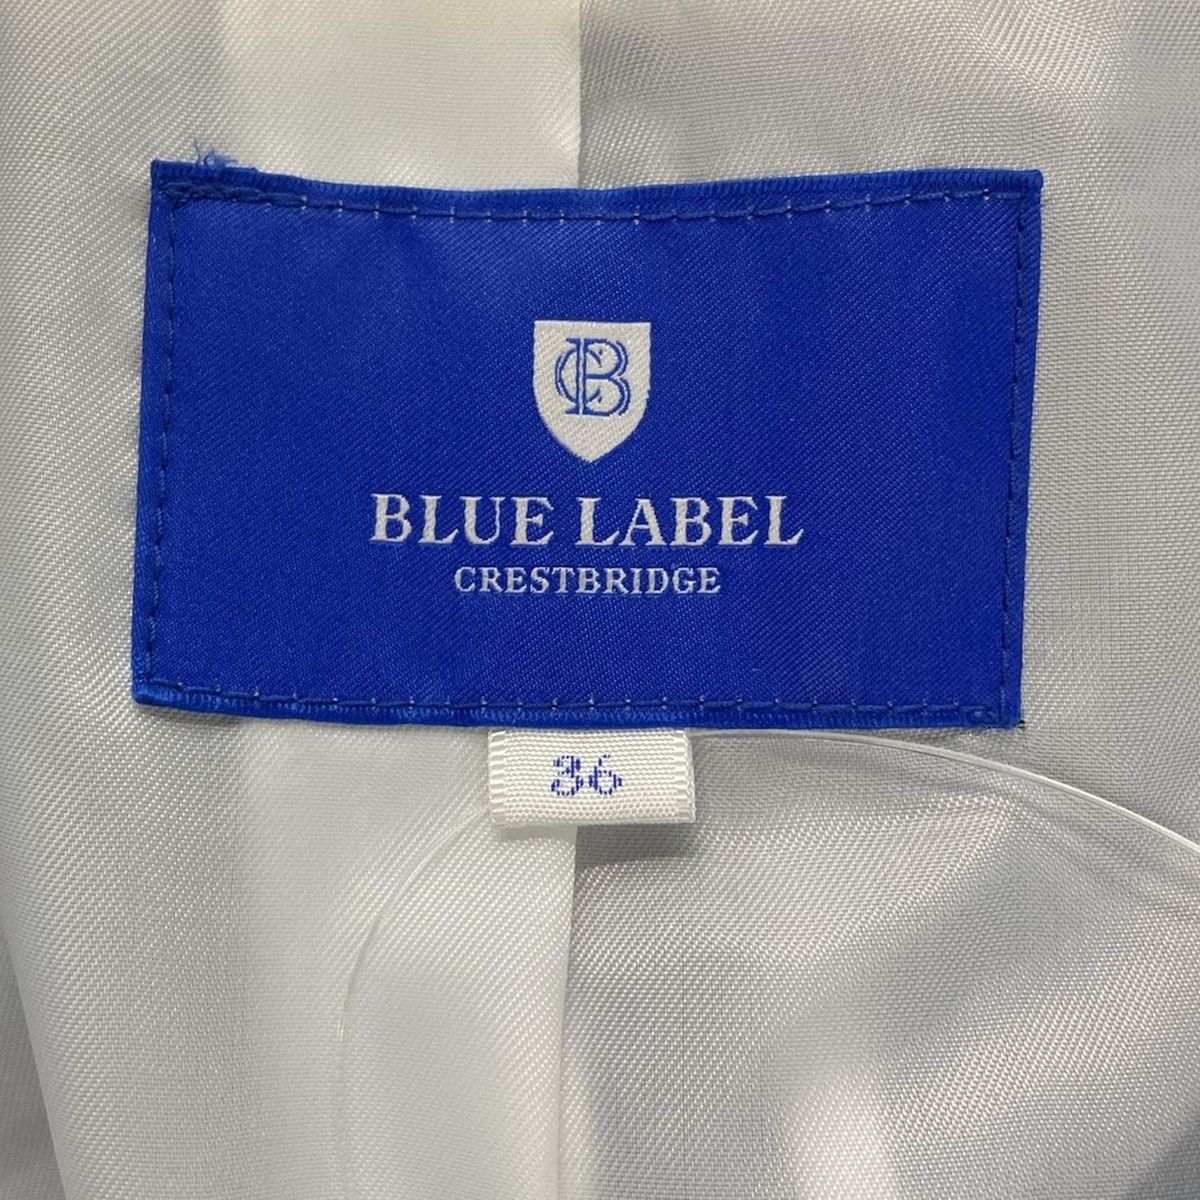 CB
BLUE LABEL
CRESTBRIDGE
36